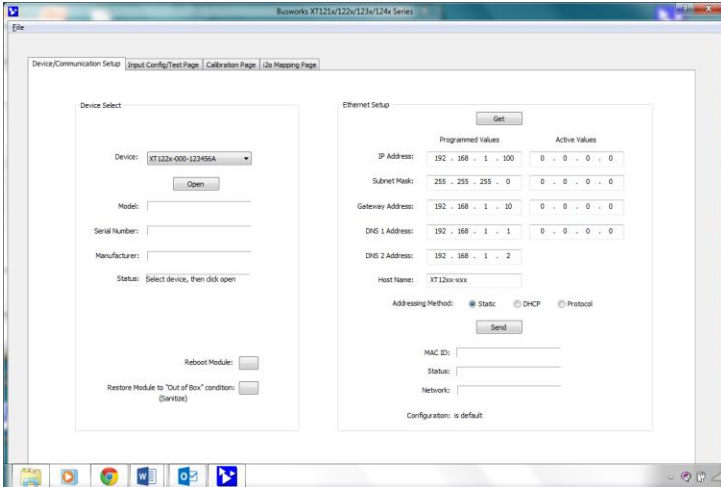 Busworks XT121x/122x/123x/124x Series
File
Device/Communication Setup Input Config/Test Page Calibration Page i2o Mapping Page
Device Select
Device: XT122x-000-123456A
Open
Model:
Serial Number:
Manufacturer:
Status: Select device, then click open
Reboot Module:
Restore Module to "Out of Box" condition:
(Sanitize)
Ethernet Setup
Get
Programmed Values Active Values
IP Address: 192 . 168 . 1 . 100 0 . 0 . 0 . 0
Subnet Mask: 255 . 255 . 255 . 0 0 . 0 . 0 . 0
Gateway Address: 192 . 168 . 1 . 10 0 . 0 . 0 . 0
DNS 1 Address: 192 . 168 . 1 . 1 0 . 0 . 0 . 0
DNS 2 Address: 192 . 168 . 1 . 2
Host Name: XT12xx-xxx
Addressing Method: Static DHCP Protocol
Send
MAC ID:
Status:
Network:
Configuration: is default